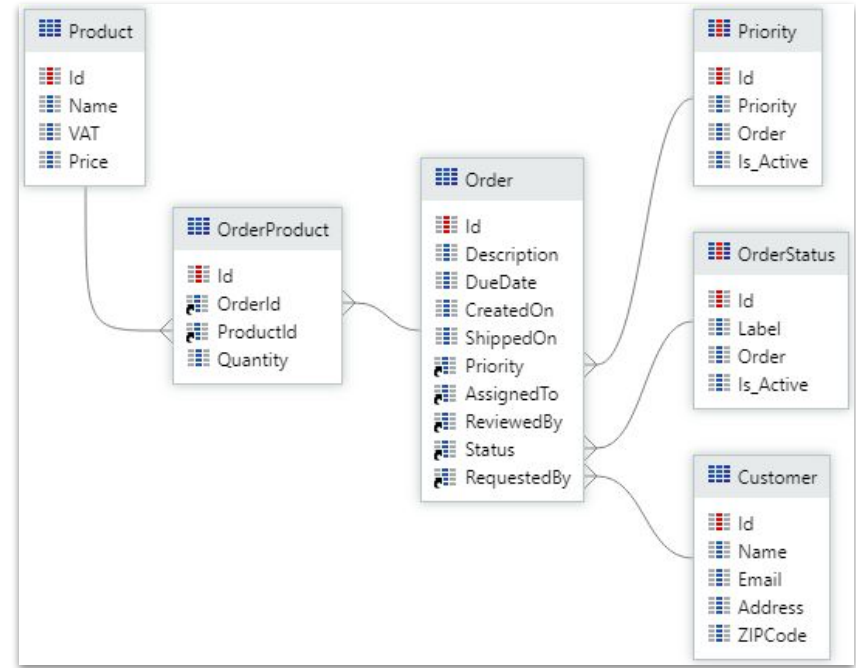 Product
Id
Name
VAT
Price
OrderProduct
Id
OrderId
ProductId
Quantity
Order
Id
Description
DueDate
CreatedOn
ShippedOn
Priority
AssignedTo
ReviewedBy
Status
RequestedBy
Priority
Id
Priority
Order
Is_Active
OrderStatus
Id
Label
Order
Is_Active
Customer
Id
Name
Email
Address
ZIPCode